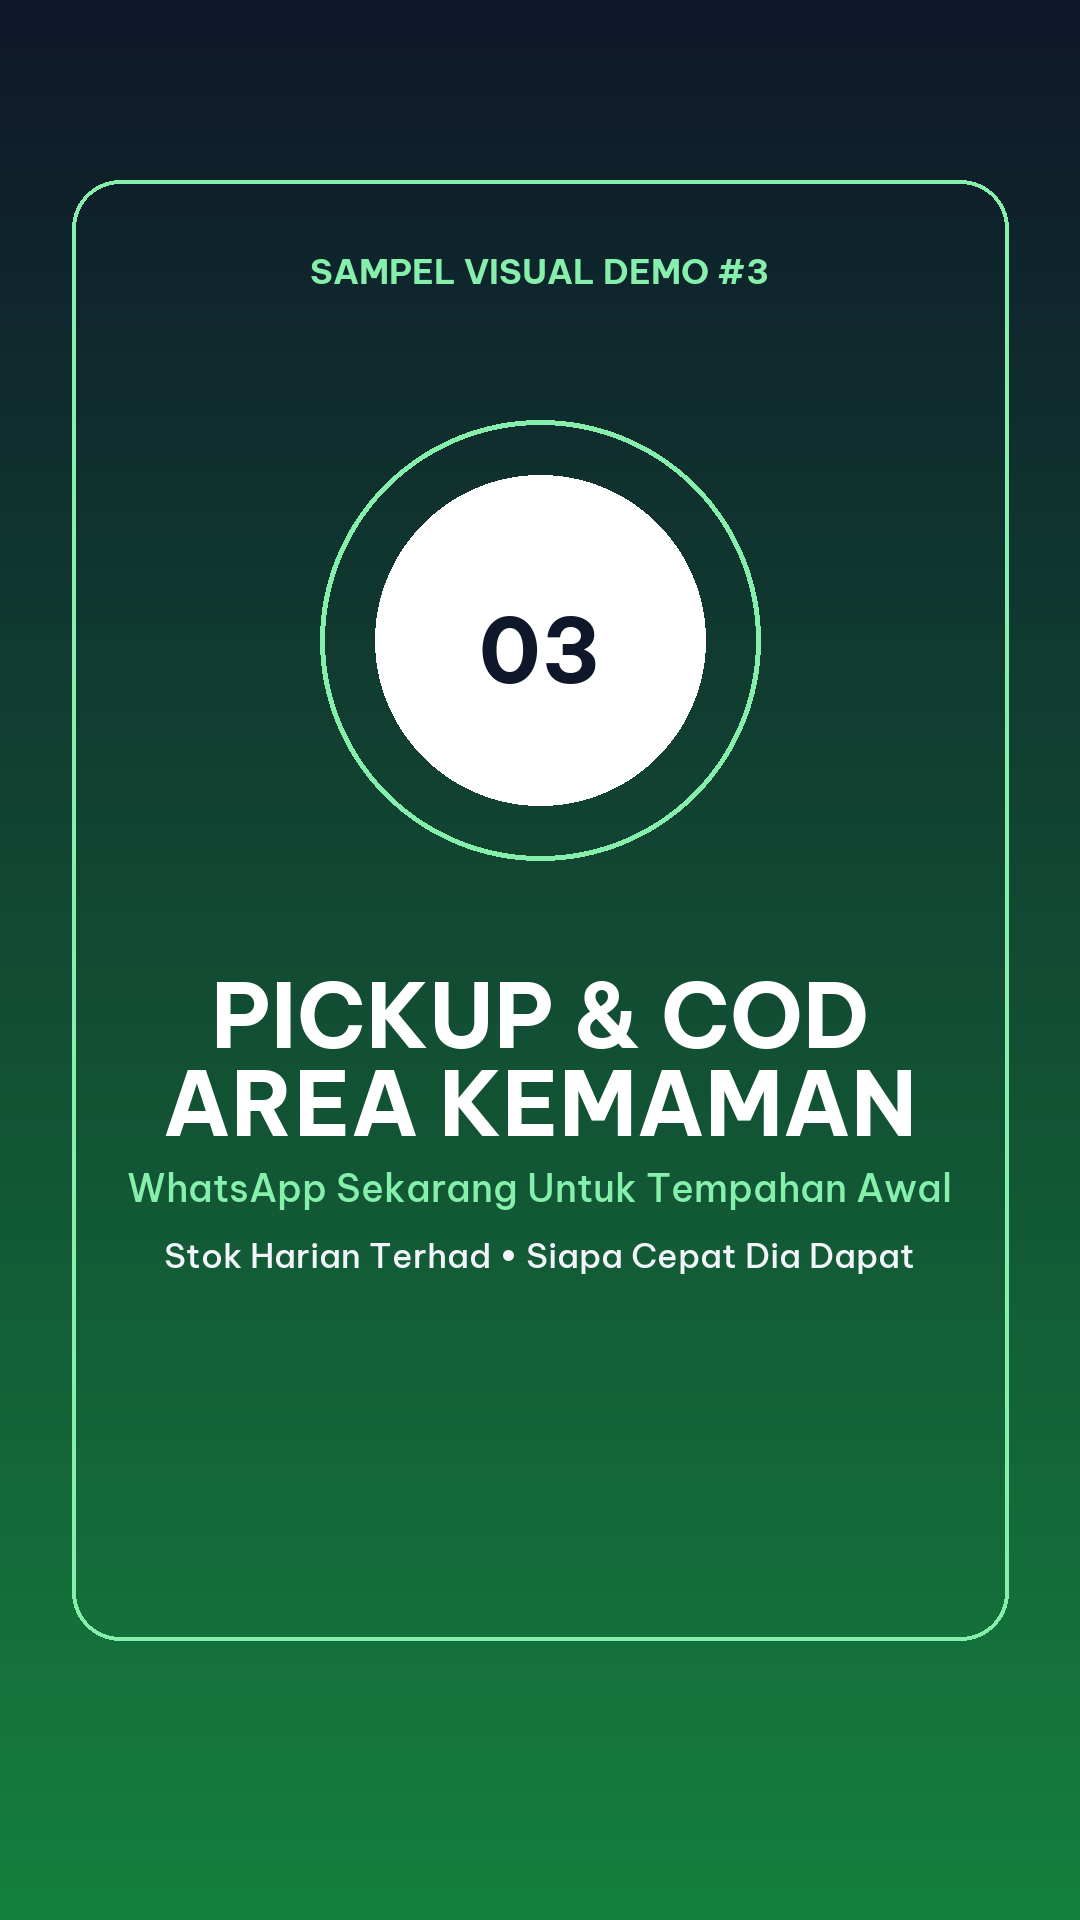 SAMPEL VISUAL DEMO #3
03
PICKUP & COD
AREA KEMAMAN
WhatsApp Sekarang Untuk Tempahan Awal
Stok Harian Terhad • Siapa Cepat Dia Dapat